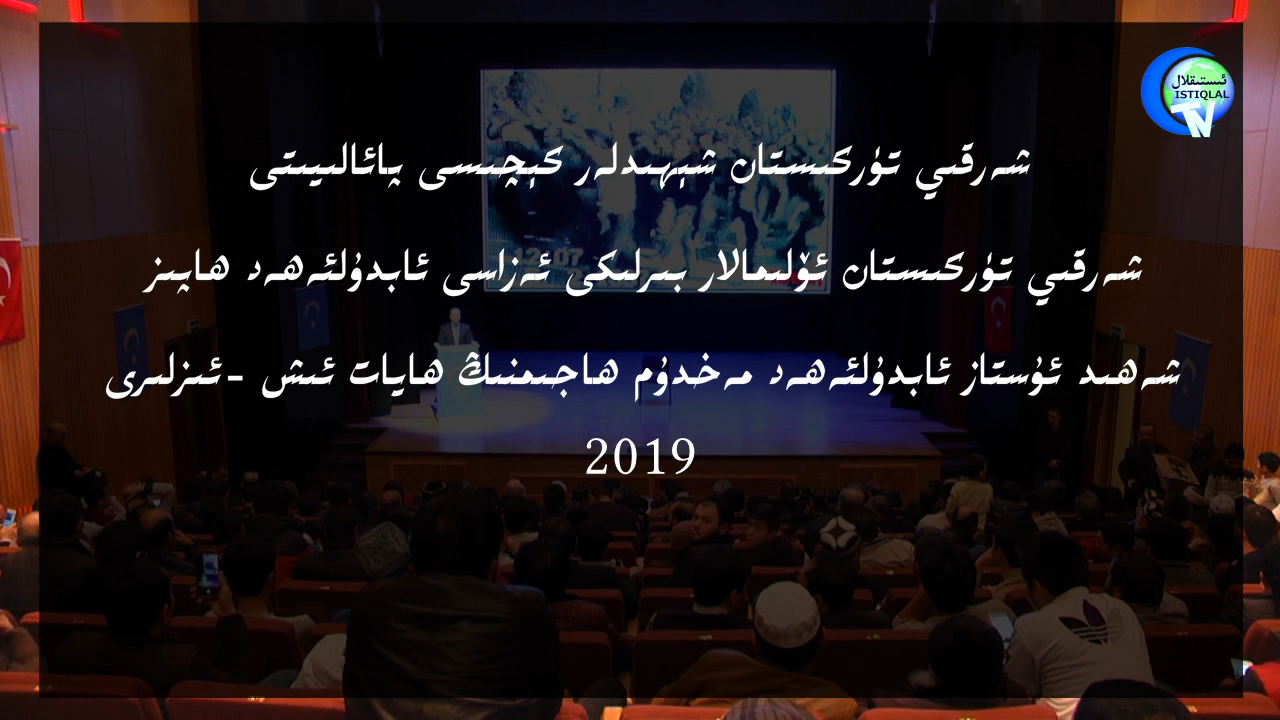 ئىستىقلال
ISTIQLAL
TV
شەرقىي تۈركىستان شېھىدلەر كېچىسى پائالىيىتى
شەرقىي تۈركىستان ئۆلىمالار بىرلىكى ئەزاسى ئابدۇلئەھەد ھاپىز
شەھىد ئۇستاز ئابدۇلئەھەد مەخدۇم ھاجىمنىڭ ھايات ئىش -ئىزلىرى
2019